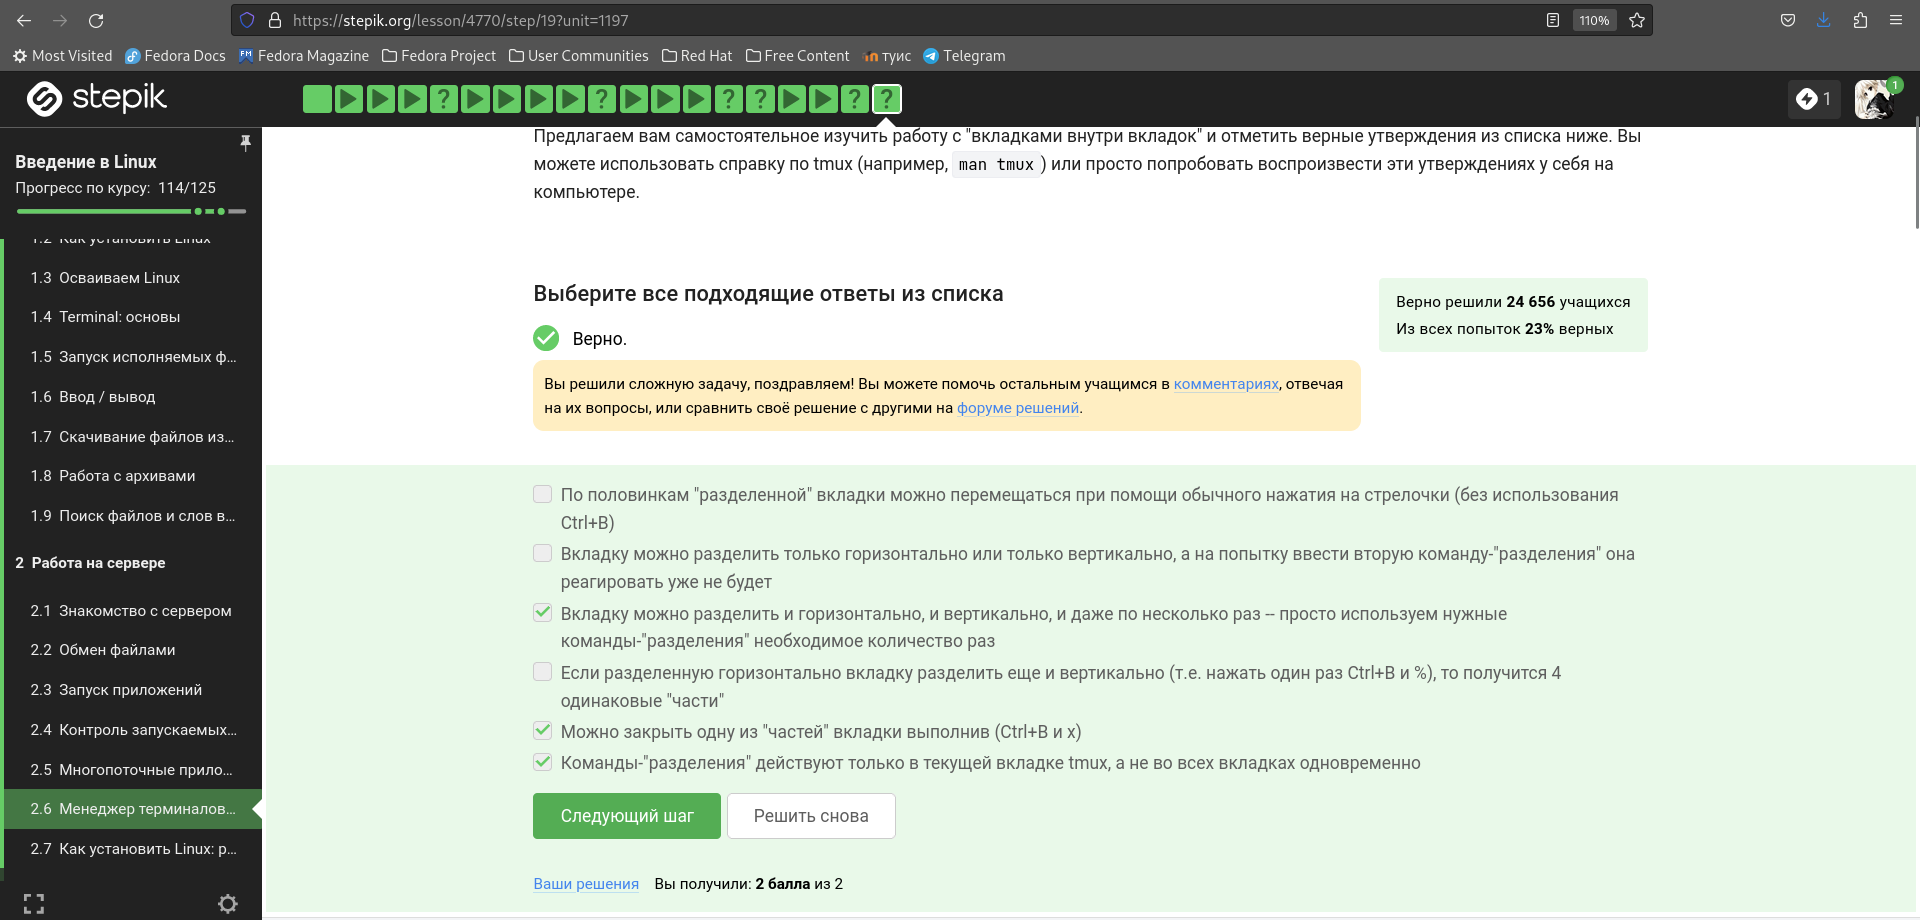 https://stepik.org/lesson/4770/step/19?unit=1197
110%
Most Visited
Fedora Docs
Fedora Magazine
Fedora Project
User Communities
Red Hat
Free Content
туис
Telegram
stepik
? ? ? ? ? ?
1
1
Введение в Linux
Прогресс по курсу: 114/125
1.2 Как установить Linux
1.3 Осваиваем Linux
1.4 Terminal: основы
1.5 Запуск исполняемых ф...
1.6 Ввод / вывод
1.7 Скачивание файлов из...
1.8 Работа с архивами
1.9 Поиск файлов и слов в...
2 Работа на сервере
2.1 Знакомство с сервером
2.2 Обмен файлами
2.3 Запуск приложений
2.4 Контроль запускаемых...
2.5 Многопоточные прило...
2.6 Менеджер терминалов...
2.7 Как установить Linux: р...
Предлагаем вам самостоятельное изучить работу с "вкладками внутри вкладок" и отметить верные утверждения из списка ниже. Вы
можете использовать справку по tmux (например, man tmux) или просто попробовать воспроизвести эти утверждениях у себя на
компьютере.
Выберите все подходящие ответы из списка
Верно.
Вы решили сложную задачу, поздравляем! Вы можете помочь остальным учащимся в комментариях, отвечая
на их вопросы, или сравнить своё решение с другими на форуме решений.
Верно решили 24 656 учащихся
Из всех попыток 23% верных
По половинкам "разделенной" вкладки можно перемещаться при помощи обычного нажатия на стрелочки (без использования
Ctrl+B)
Вкладку можно разделить только горизонтально или только вертикально, а на попытку ввести вторую команду-"разделения" она
реагировать уже не будет
Вкладку можно разделить и горизонтально, и вертикально, и даже по несколько раз -- просто используем нужные
команды-"разделения" необходимое количество раз
Если разделенную горизонтально вкладку разделить еще и вертикально (т.е. нажать один раз Ctrl+B и %), то получится 4
одинаковые "части"
Можно закрыть одну из "частей" вкладки выполнив (Ctrl+B и x)
Команды-"разделения" действуют только в текущей вкладке tmux, а не во всех вкладках одновременно
Следующий шаг
Решить снова
Ваши решения Вы получили: 2 балла из 2